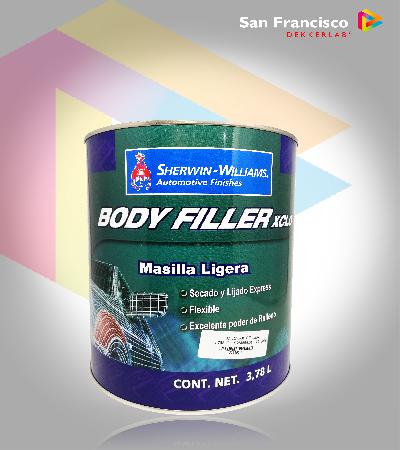 San Francisco
DEKKERLAB
SHERWIN-WILLIAMS.
Automotive Finishes
BODY FILLER
Masilla Ligera
Secado y Lijado Express
Flexible
Excelente poder de Relleno
CONT. NET. 3,78 L